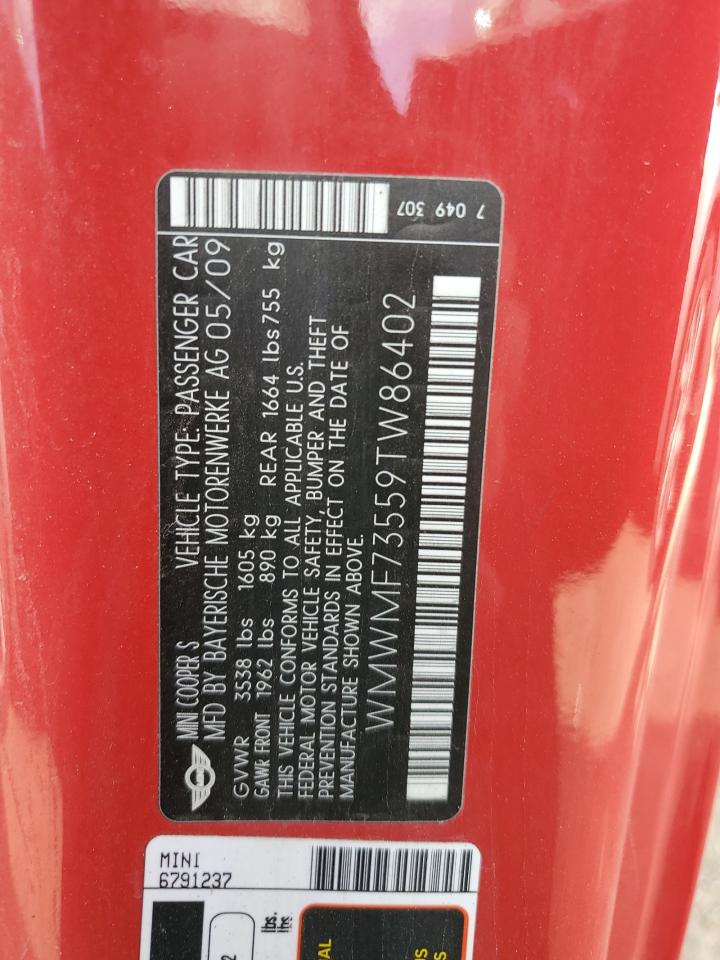 MINI COOPER S VEHICLE TYPE: PASSENGER CAR
MFD BY BAYERISCHE MOTORENWERKE AG 05/09
GVWR 3538 lbs 1605 kg
GAWR FRONT 1962 lbs 890 kg REAR 1664 lbs 755 kg
THIS VEHICLE CONFORMS TO ALL APPLICABLE U.S.
FEDERAL MOTOR VEHICLE SAFETY, BUMPER AND THEFT
PREVENTION STANDARDS IN EFFECT ON THE DATE OF
MANUFACTURE SHOWN ABOVE.
WMWMF73559TW86402
7 049 307
MINI
6791237
lbs.
lbs.